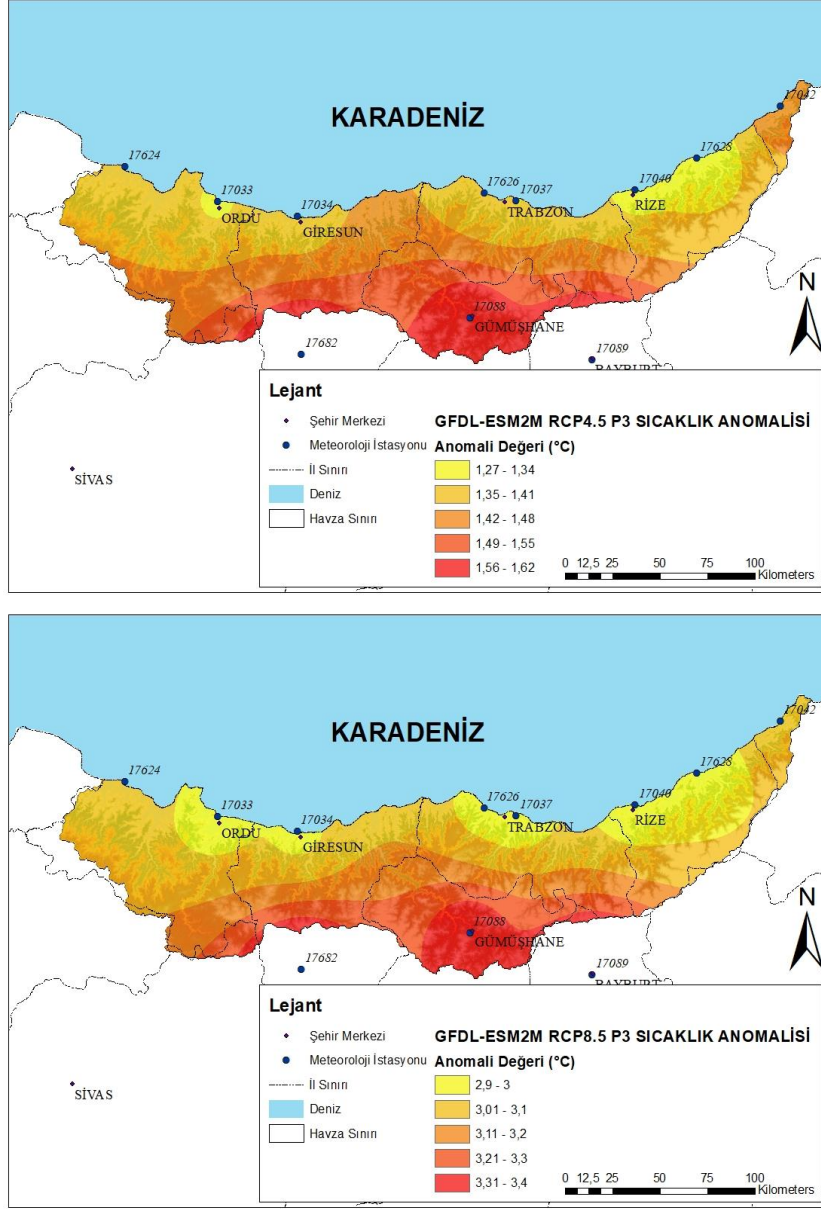 KARADENİZ
17042
17628
17624
17040
17033
17626
17037
RİZE
17034
TRABZON
ORDU
GİRESUN
17088
GÜMÜŞHANE
N
17682
17089
BAYBURT
SİVAS
Lejant
Şehir Merkezi
Meteoroloji İstasyonu
İl Sınırı
Deniz
Havza Sınırı
GFDL-ESM2M RCP4.5 P3 SICAKLIK ANOMALİSİ
Anomali Değeri (°C)
1,27 - 1,34
1,35 - 1,41
1,42 - 1,48
1,49 - 1,55
1,56 - 1,62
0 12,5 25 50 75 100
Kilometers
KARADENİZ
17042
17628
17624
17040
17033
17626
17037
RİZE
17034
TRABZON
ORDU
GİRESUN
17088
GÜMÜŞHANE
N
17682
17089
BAYBURT
SİVAS
Lejant
Şehir Merkezi
Meteoroloji İstasyonu
İl Sınırı
Deniz
Havza Sınırı
GFDL-ESM2M RCP8.5 P3 SICAKLIK ANOMALİSİ
Anomali Değeri (°C)
2,9 - 3
3,01 - 3,1
3,11 - 3,2
3,21 - 3,3
3,31 - 3,4
0 12,5 25 50 75 100
Kilometers